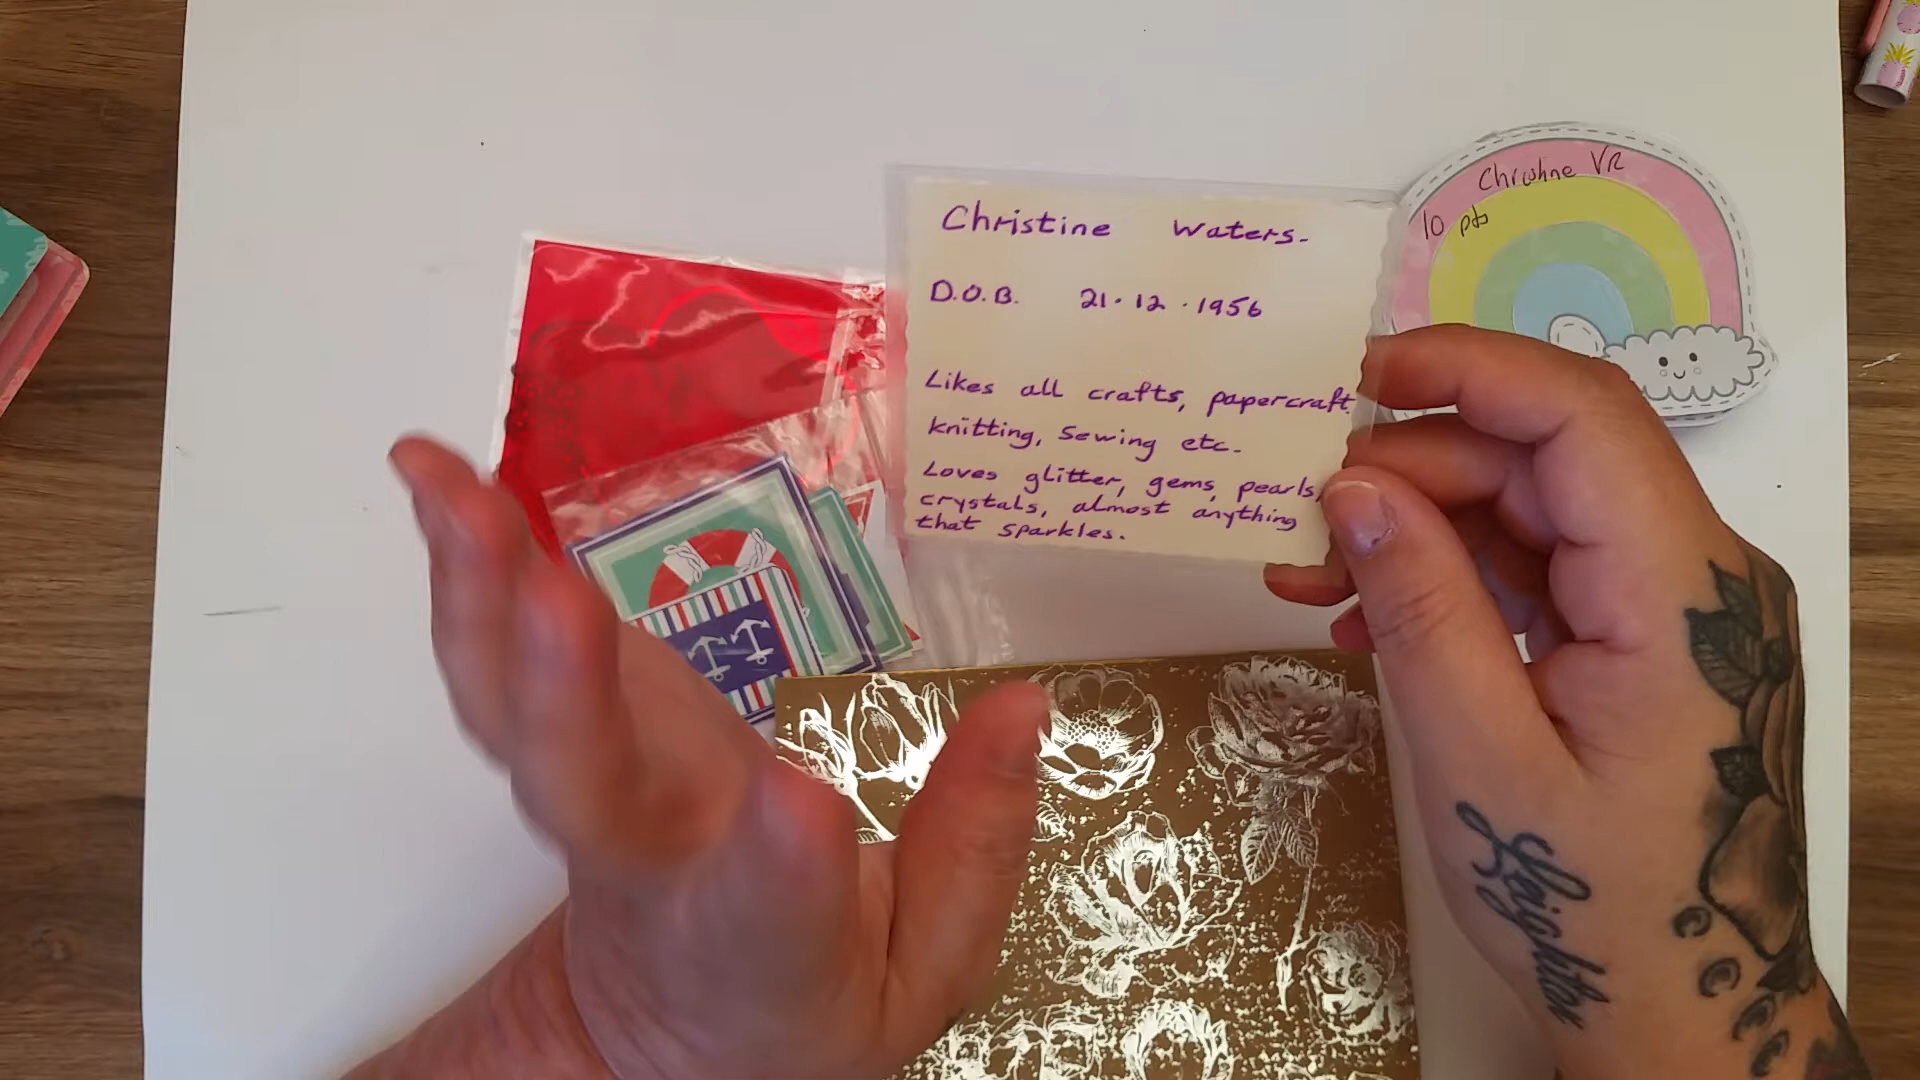 Christine Waters.
D.O.B. 21.12.1956
Likes all crafts, papercraft,
knitting, sewing etc.
Loves glitter, gems, pearls,
crystals, almost anything
that sparkles.
Christine VR
10 pts
Leighton